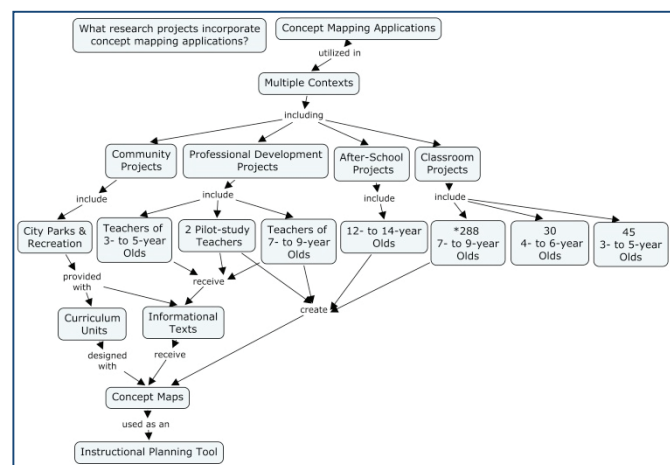 What research projects incorporate
concept mapping applications?
Concept Mapping Applications
utilized in
Multiple Contexts
including
Community
Projects
Professional Development
Projects
After-School
Projects
Classroom
Projects
include
include
include
include
City Parks &
Recreation
Teachers of
3- to 5-year
Olds
2 Pilot-study
Teachers
Teachers of
7- to 9-year
Olds
12- to 14-year
Olds
*288
7- to 9-year
Olds
30
4- to 6-year
Olds
45
3- to 5-year
Olds
provided
with
receive
create
Curriculum
Units
Informational
Texts
designed
with
receive
Concept Maps
used as an
Instructional Planning Tool